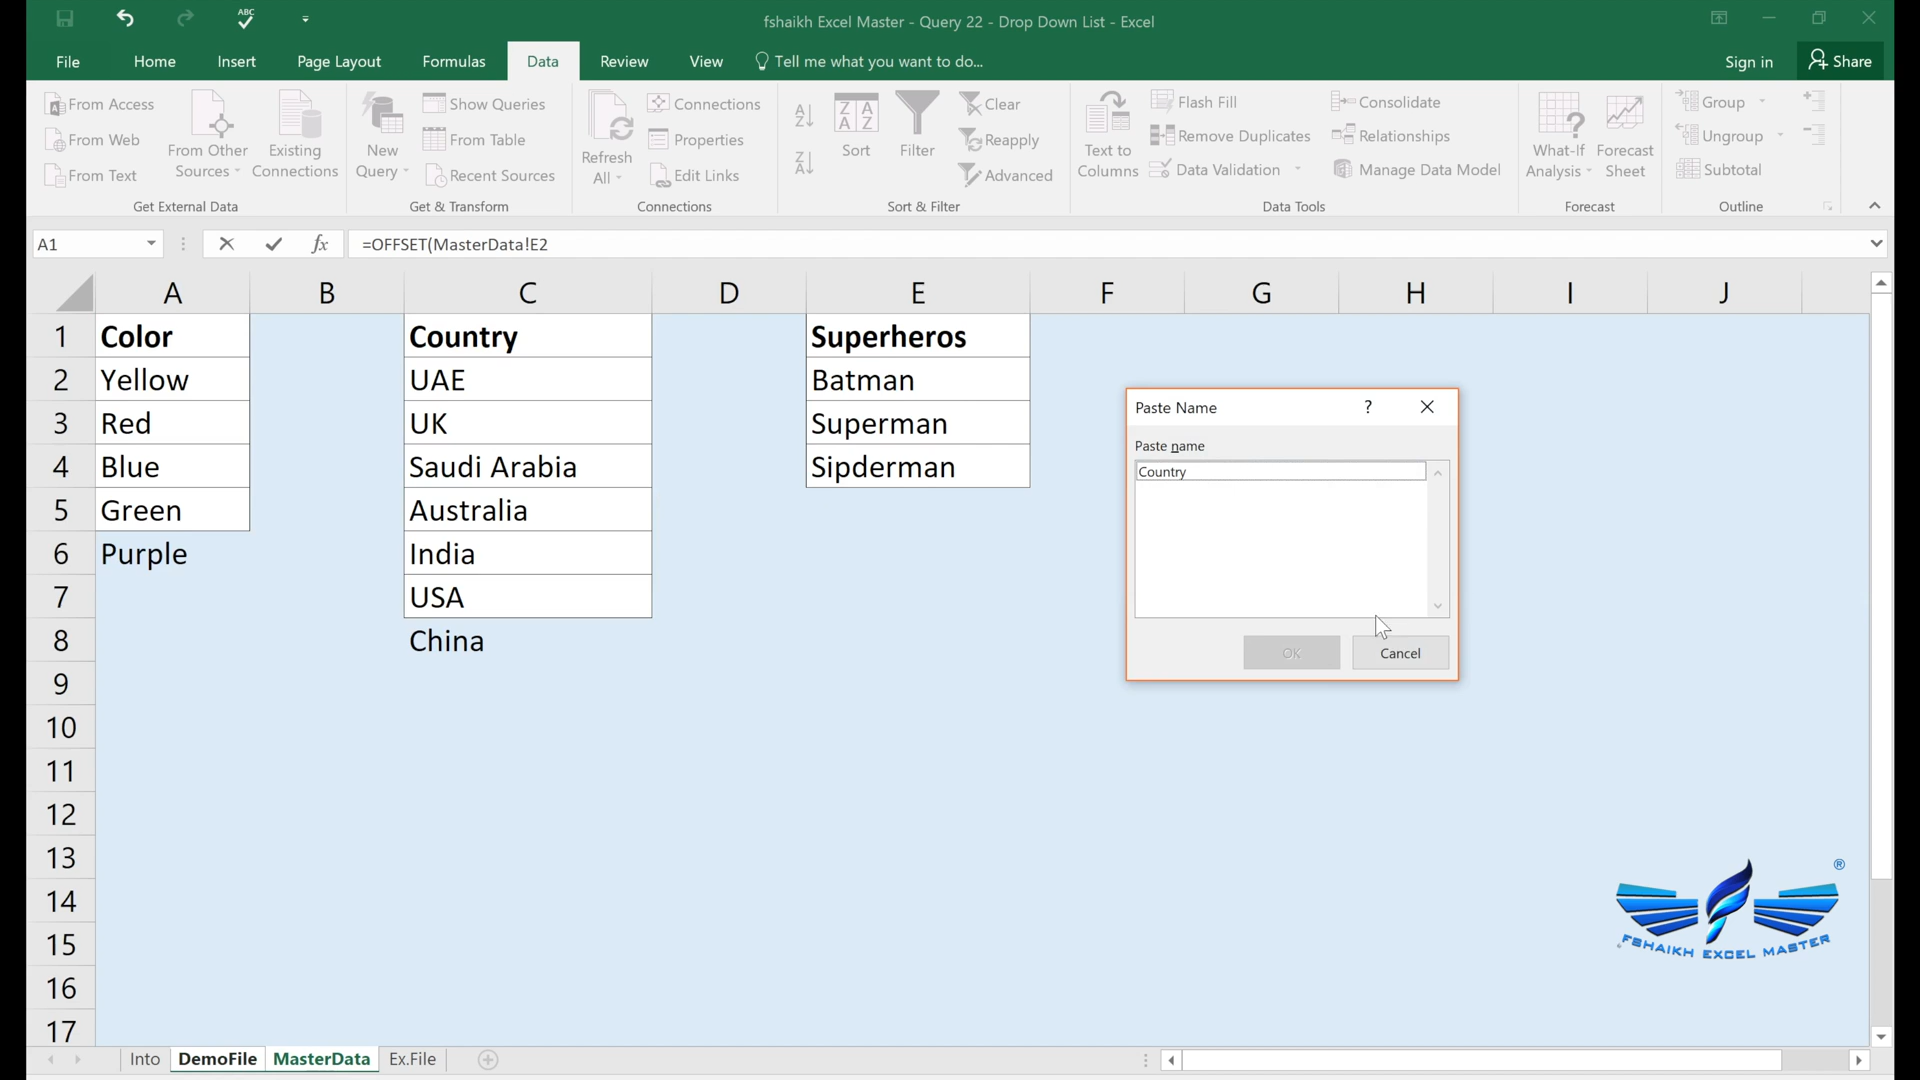 ABC
fshaikh Excel Master - Query 22 - Drop Down List - Excel
File Home Insert Page Layout Formulas Data Review View Tell me what you want to do... Sign in Share
From Access
From Web
From Text
From Other Sources
Existing Connections
Get External Data
New Query
Show Queries
From Table
Recent Sources
Get & Transform
Refresh All
Connections
Properties
Edit Links
Connections
Sort
Filter
Clear
Reapply
Advanced
Sort & Filter
Text to Columns
Flash Fill
Remove Duplicates
Data Validation
Consolidate
Relationships
Manage Data Model
Data Tools
What-If Analysis
Forecast Sheet
Forecast
Group
Ungroup
Subtotal
Outline
A1 fx =OFFSET(MasterData!E2
A B C D E F G H I J
1 Color Country Superheros
2 Yellow UAE Batman
3 Red UK Superman
4 Blue Saudi Arabia Sipderman
5 Green Australia
6 Purple India
7 USA
8 China
9
10
11
12
13
14
15
16
17
Paste Name ?
Paste name
Country
OK Cancel
®
FSHAIKH EXCEL MASTER
Into DemoFile MasterData Ex.File